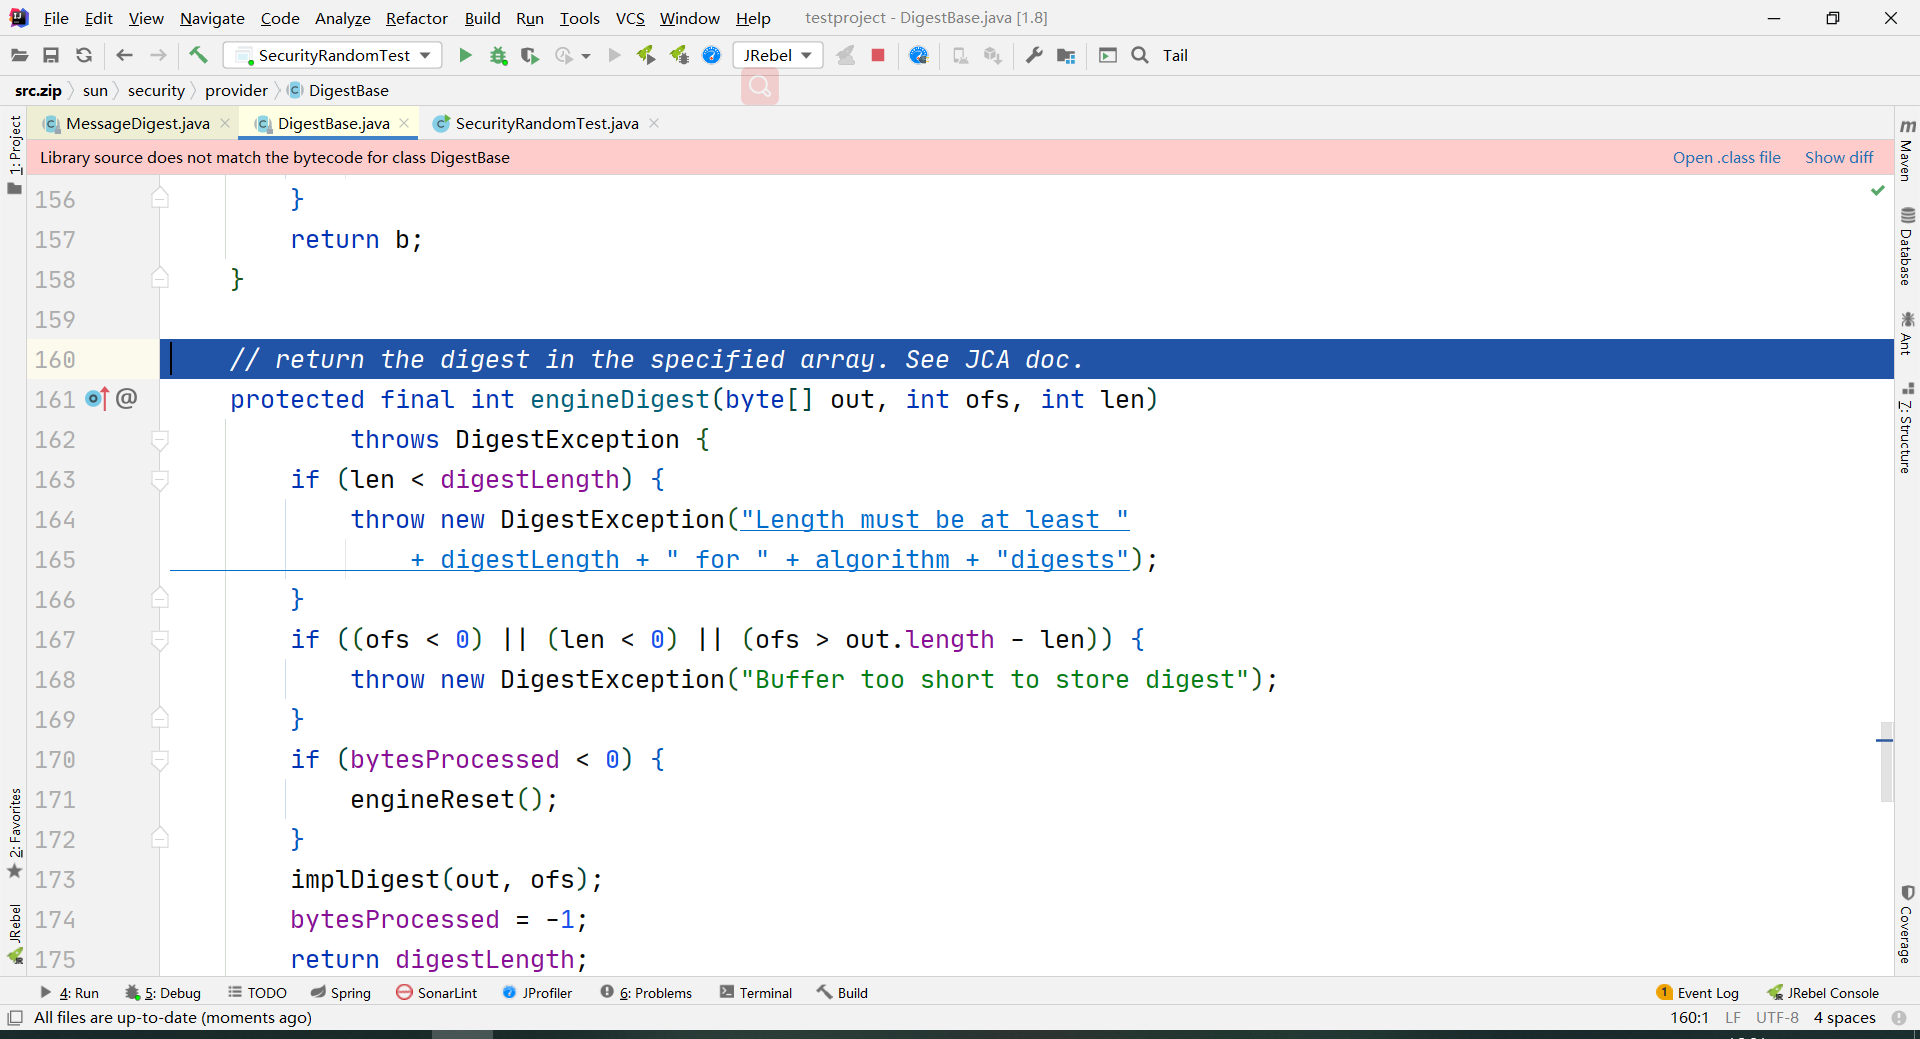 File Edit View Navigate Code Analyze Refactor Build Run Tools VCS Window Help testproject - DigestBase.java [1.8]
SecurityRandomTest JRebel Tail
src.zip sun security provider DigestBase
MessageDigest.java DigestBase.java SecurityRandomTest.java
Library source does not match the bytecode for class DigestBase Open .class file Show diff
156 }
157 return b;
158 }
159
160 // return the digest in the specified array. See JCA doc.
161 @ protected final int engineDigest(byte[] out, int ofs, int len)
162 throws DigestException {
163 if (len < digestLength) {
164 throw new DigestException("Length must be at least "
165 + digestLength + " for " + algorithm + "digests");
166 }
167 if ((ofs < 0) || (len < 0) || (ofs > out.length - len)) {
168 throw new DigestException("Buffer too short to store digest");
169 }
170 if (bytesProcessed < 0) {
171 engineReset();
172 }
173 implDigest(out, ofs);
174 bytesProcessed = -1;
175 return digestLength;
1: Project
2: Favorites
JRebel
Maven
Database
Ant
7: Structure
Coverage
4: Run 5: Debug TODO Spring SonarLint JProfiler 6: Problems Terminal Build 1 Event Log JRebel Console
All files are up-to-date (moments ago) 160:1 LF UTF-8 4 spaces